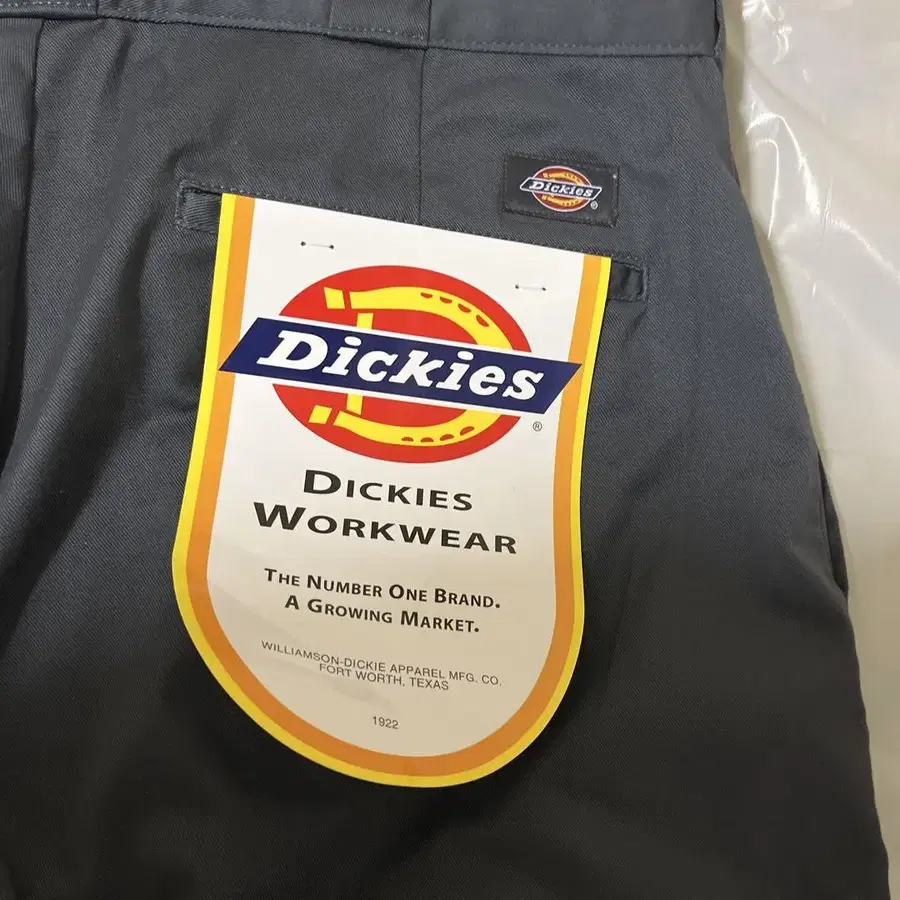 Dickies
®
Dickies
®
DICKIES
WORKWEAR
THE NUMBER ONE BRAND.
A GROWING MARKET.
WILLIAMSON-DICKIE APPAREL MFG. CO.
FORT WORTH, TEXAS
1922